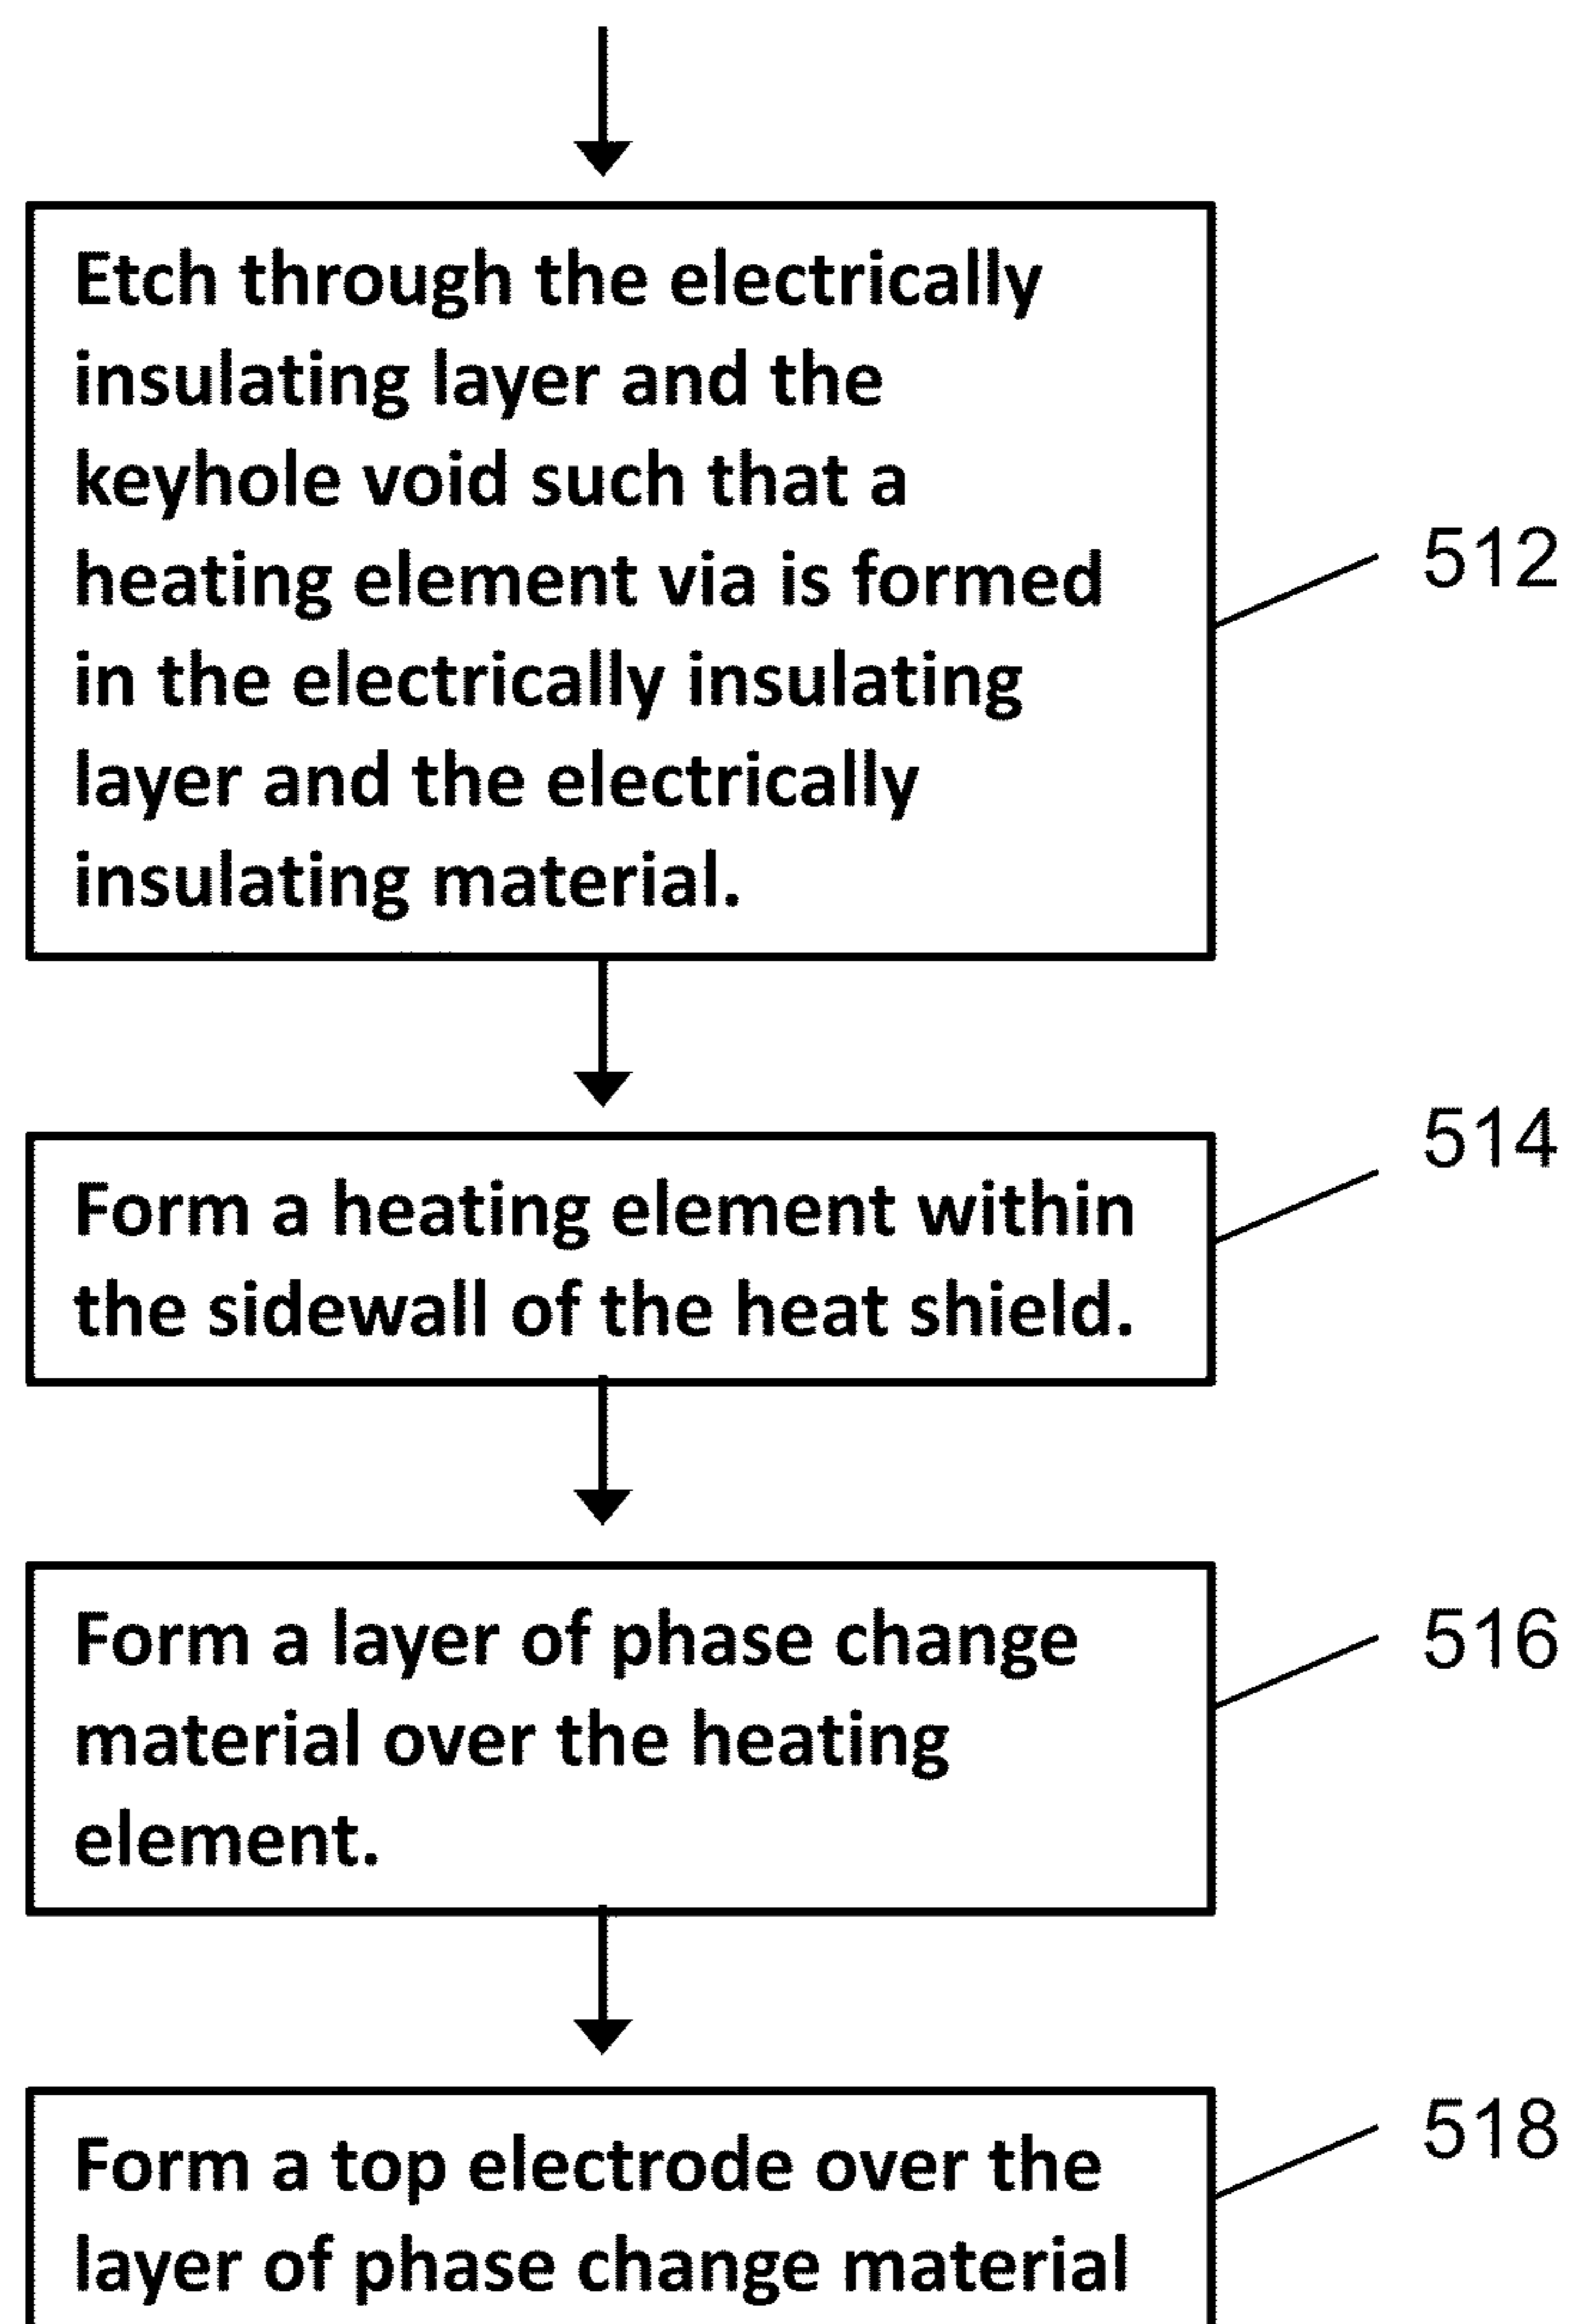 Etch through the electrically
insulating layer and the
keyhole void such that a
heating element via is formed
in the electrically insulating
layer and the electrically
insulating material.
512
Form a heating element within
the sidewall of the heat shield.
514
Form a layer of phase change
material over the heating
element.
516
Form a top electrode over the
layer of phase change material
518